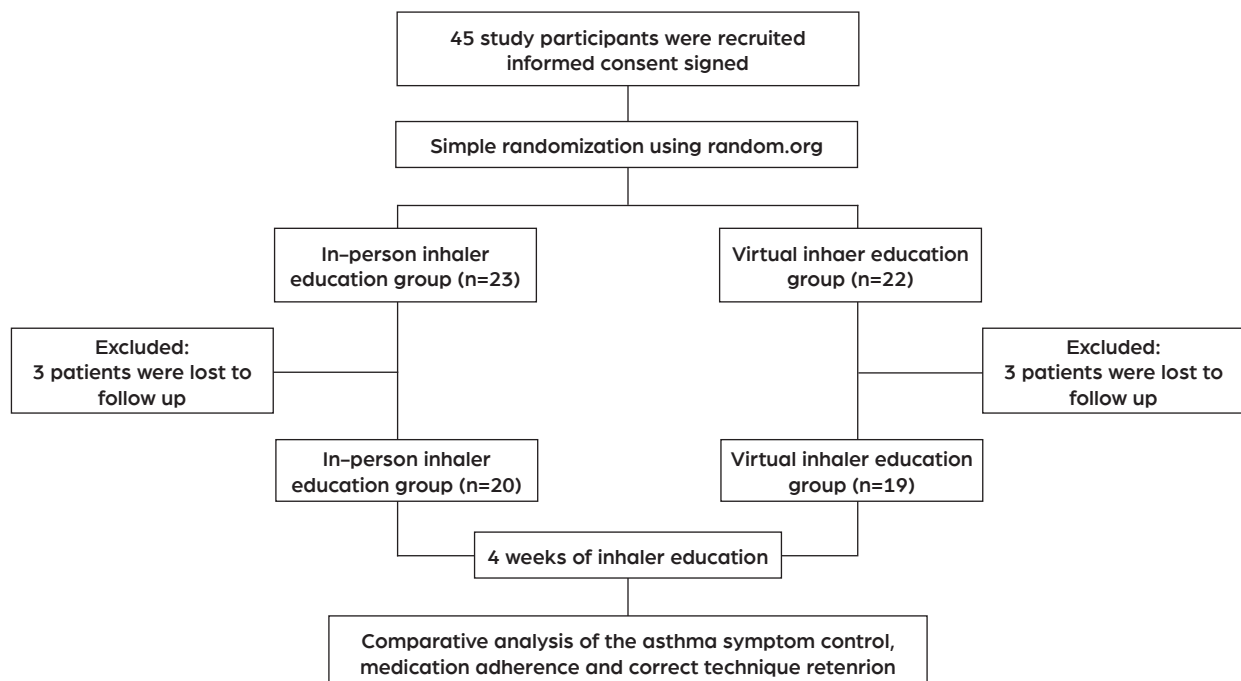 45 study participants were recruited
informed consent signed
Simple randomization using random.org
In-person inhaler
education group (n=23)
Virtual inhaer education
group (n=22)
Excluded:
3 patients were lost to
follow up
Excluded:
3 patients were lost to
follow up
In-person inhaler
education group (n=20)
Virtual inhaler education
group (n=19)
4 weeks of inhaler education
Comparative analysis of the asthma symptom control,
medication adherence and correct technique retenrion